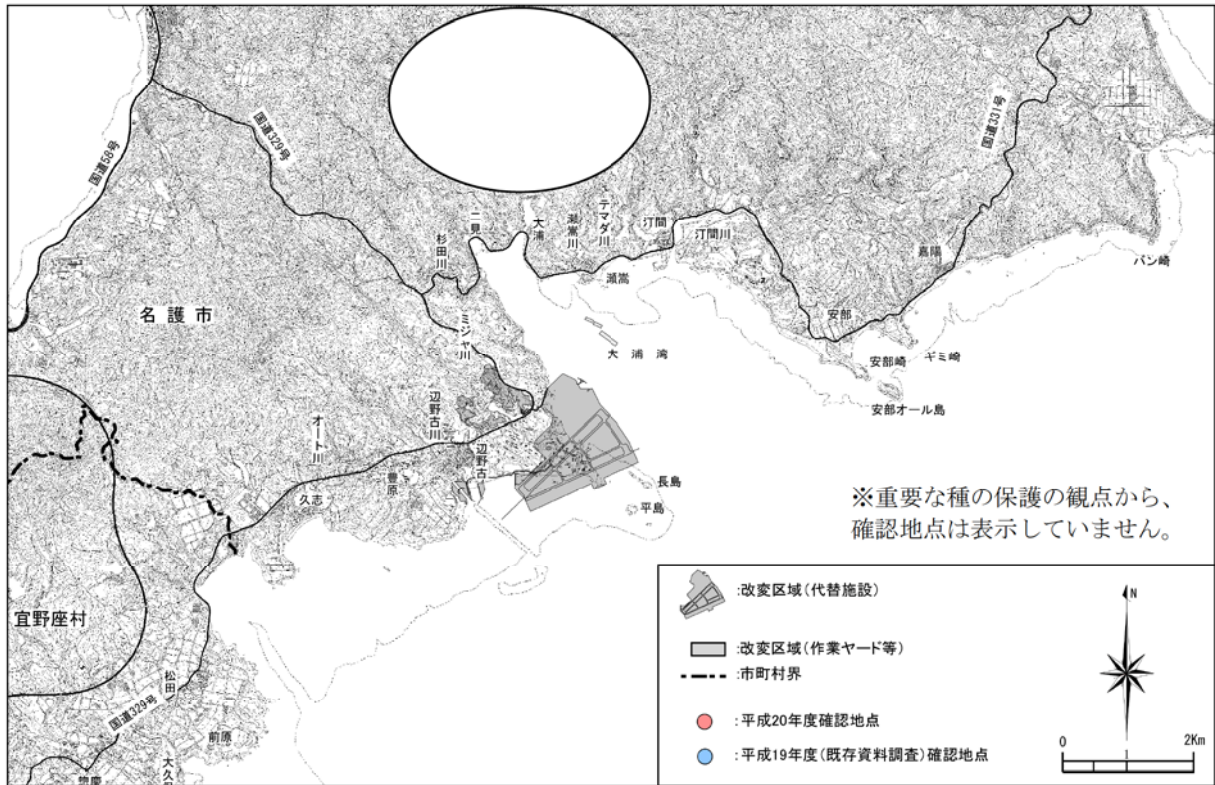 国道58号
国道329号
国道331号
名護市
杉田川
二見
大浦
瀬嵩川
テマダ川
汀間
汀間川
瀬嵩
嘉陽
バン崎
安部
安部崎
ギミ崎
安部オール島
大浦湾
ミジャ川
辺野古川
辺野古
オート川
久志
豊原
長島
平島
宜野座村
松田
国道329号
前原
惣慶
※重要な種の保護の観点から、
確認地点は表示していません。
:改変区域(代替施設)
:改変区域(作業ヤード等)
:市町村界
:平成20年度確認地点
:平成19年度(既存資料調査)確認地点
N
0 1 2Km